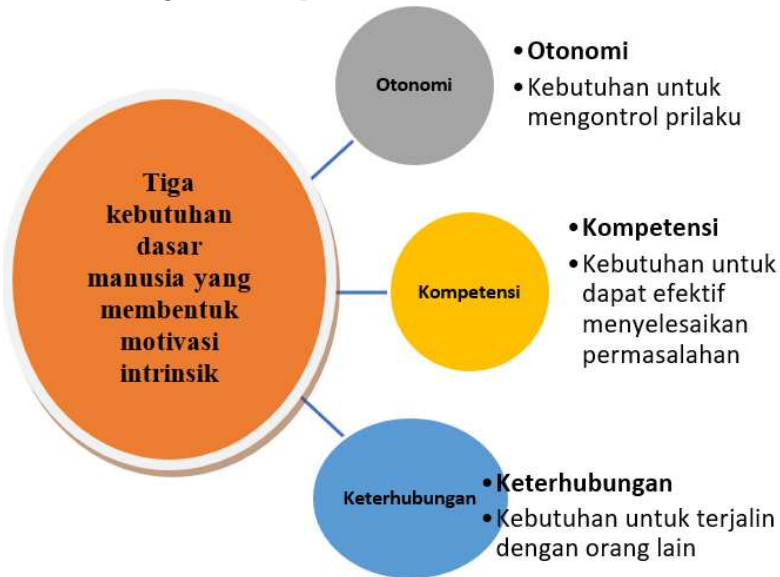 Tiga
kebutuhan
dasar
manusia yang
membentuk
motivasi
intrinsik
Otonomi
• Otonomi
• Kebutuhan untuk
mengontrol prilaku
Kompetensi
• Kompetensi
• Kebutuhan untuk
dapat efektif
menyelesaikan
permasalahan
Keterhubungan
• Keterhubungan
• Kebutuhan untuk terjalin
dengan orang lain